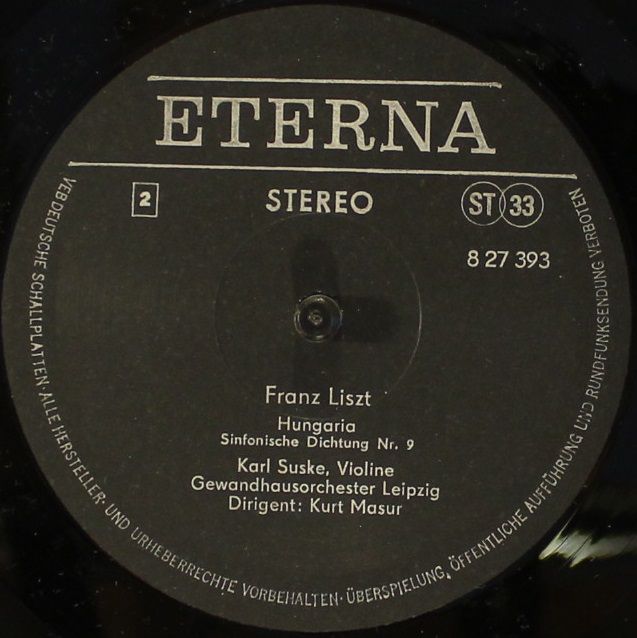 ETERNA
2
STEREO
ST 33
8 27 393
Franz Liszt
Hungaria
Sinfonische Dichtung Nr. 9
Karl Suske, Violine
Gewandhausorchester Leipzig
Dirigent: Kurt Masur
VEB DEUTSCHE SCHALLPLATTEN · ALLE HERSTELLER- UND URHEBERRECHTE VORBEHALTEN · ÜBERSPIELUNG, ÖFFENTLICHE AUFFÜHRUNG UND RUNDFUNKSENDUNG VERBOTEN